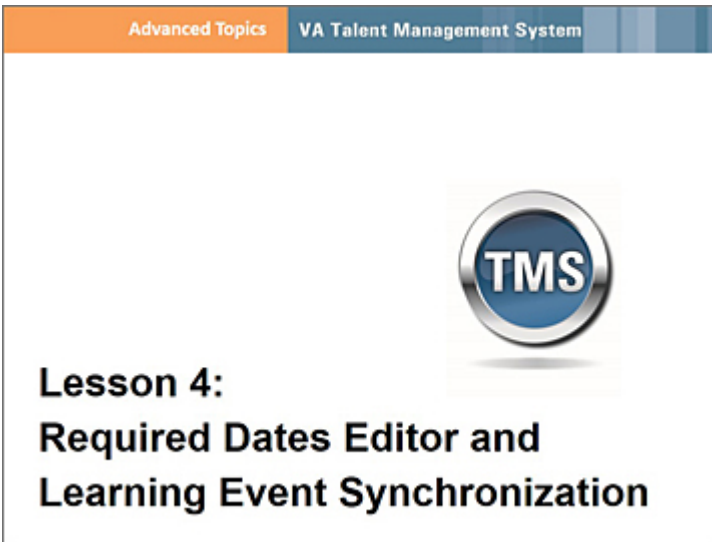 Advanced Topics VA Talent Management System
TMS
Lesson 4:
Required Dates Editor and
Learning Event Synchronization